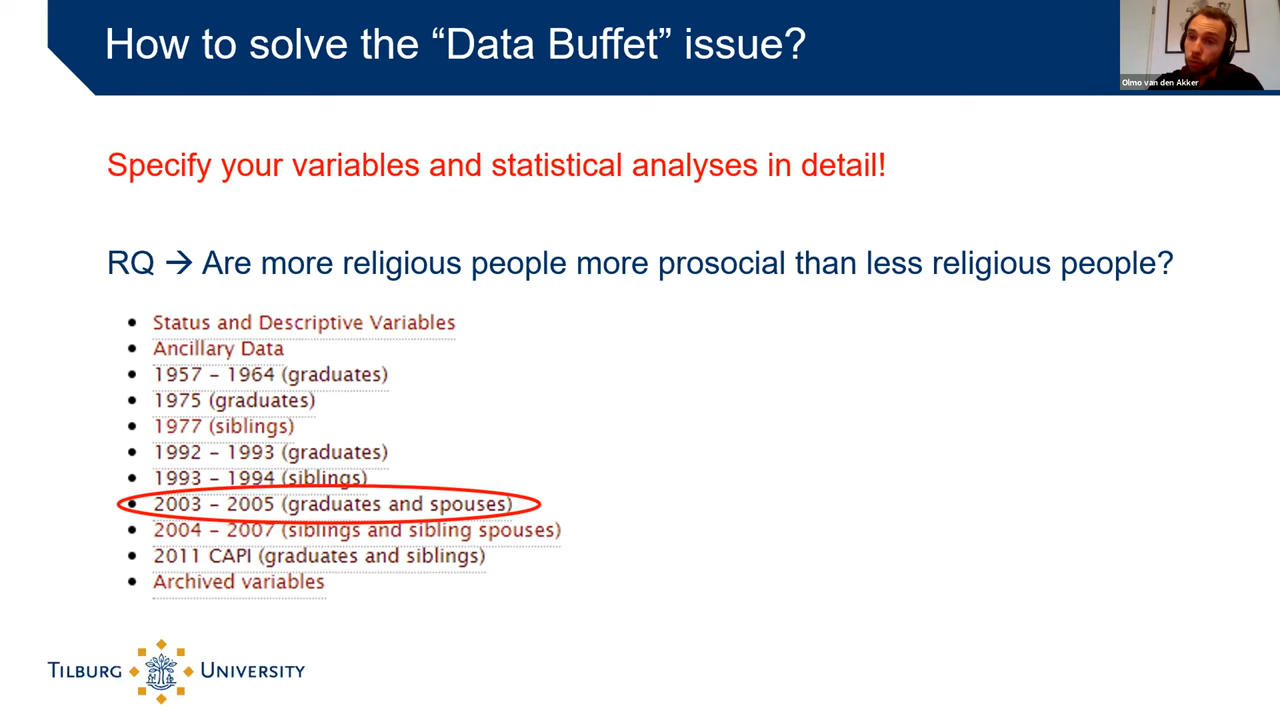 How to solve the “Data Buffet” issue?
Olmo van den Akker
Specify your variables and statistical analyses in detail!
RQ → Are more religious people more prosocial than less religious people?
• Status and Descriptive Variables
• Ancillary Data
• 1957 – 1964 (graduates)
• 1975 (graduates)
• 1977 (siblings)
• 1992 – 1993 (graduates)
• 1993 – 1994 (siblings)
• 2003 – 2005 (graduates and spouses)
• 2004 – 2007 (siblings and sibling spouses)
• 2011 CAPI (graduates and siblings)
• Archived variables
TILBURG UNIVERSITY